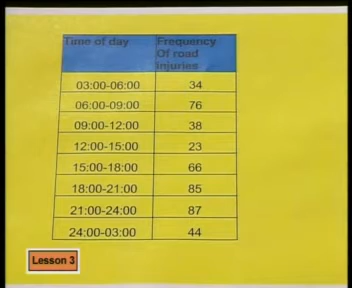 Time of day Frequency
Of road
Injuries
03:00-06:00 34
06:00-09:00 76
09:00-12:00 38
12:00-15:00 23
15:00-18:00 66
18:00-21:00 85
21:00-24:00 87
24:00-03:00 44
Lesson 3